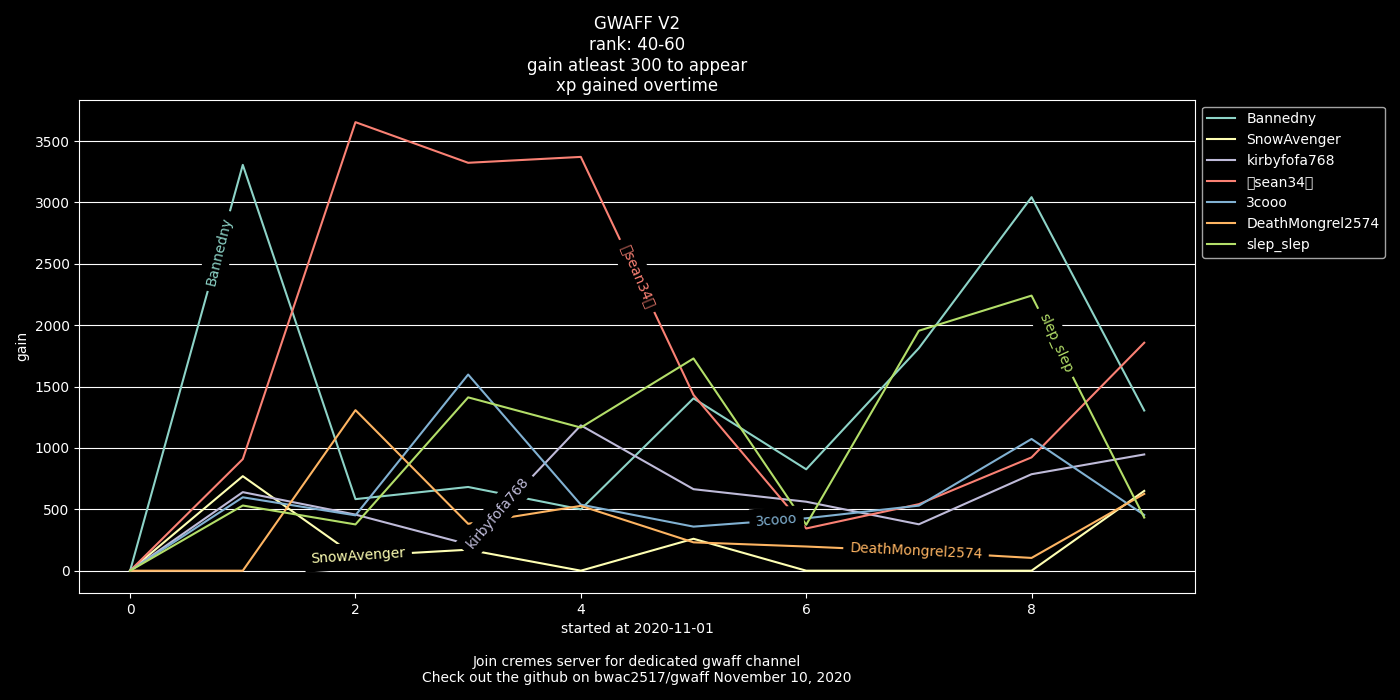 GWAFF V2
rank: 40-60
gain atleast 300 to appear
xp gained overtime
gain
3500
3000
2500
2000
1500
1000
500
0
0 2 4 6 8
started at 2020-11-01
Bannedny
SnowAvenger
kirbyfofa768
sean34
3cooo
DeathMongrel2574
slep_slep
Bannedny
SnowAvenger
kirbyfofa768
sean34
3cooo
DeathMongrel2574
slep_slep
Join cremes server for dedicated gwaff channel
Check out the github on bwac2517/gwaff November 10, 2020